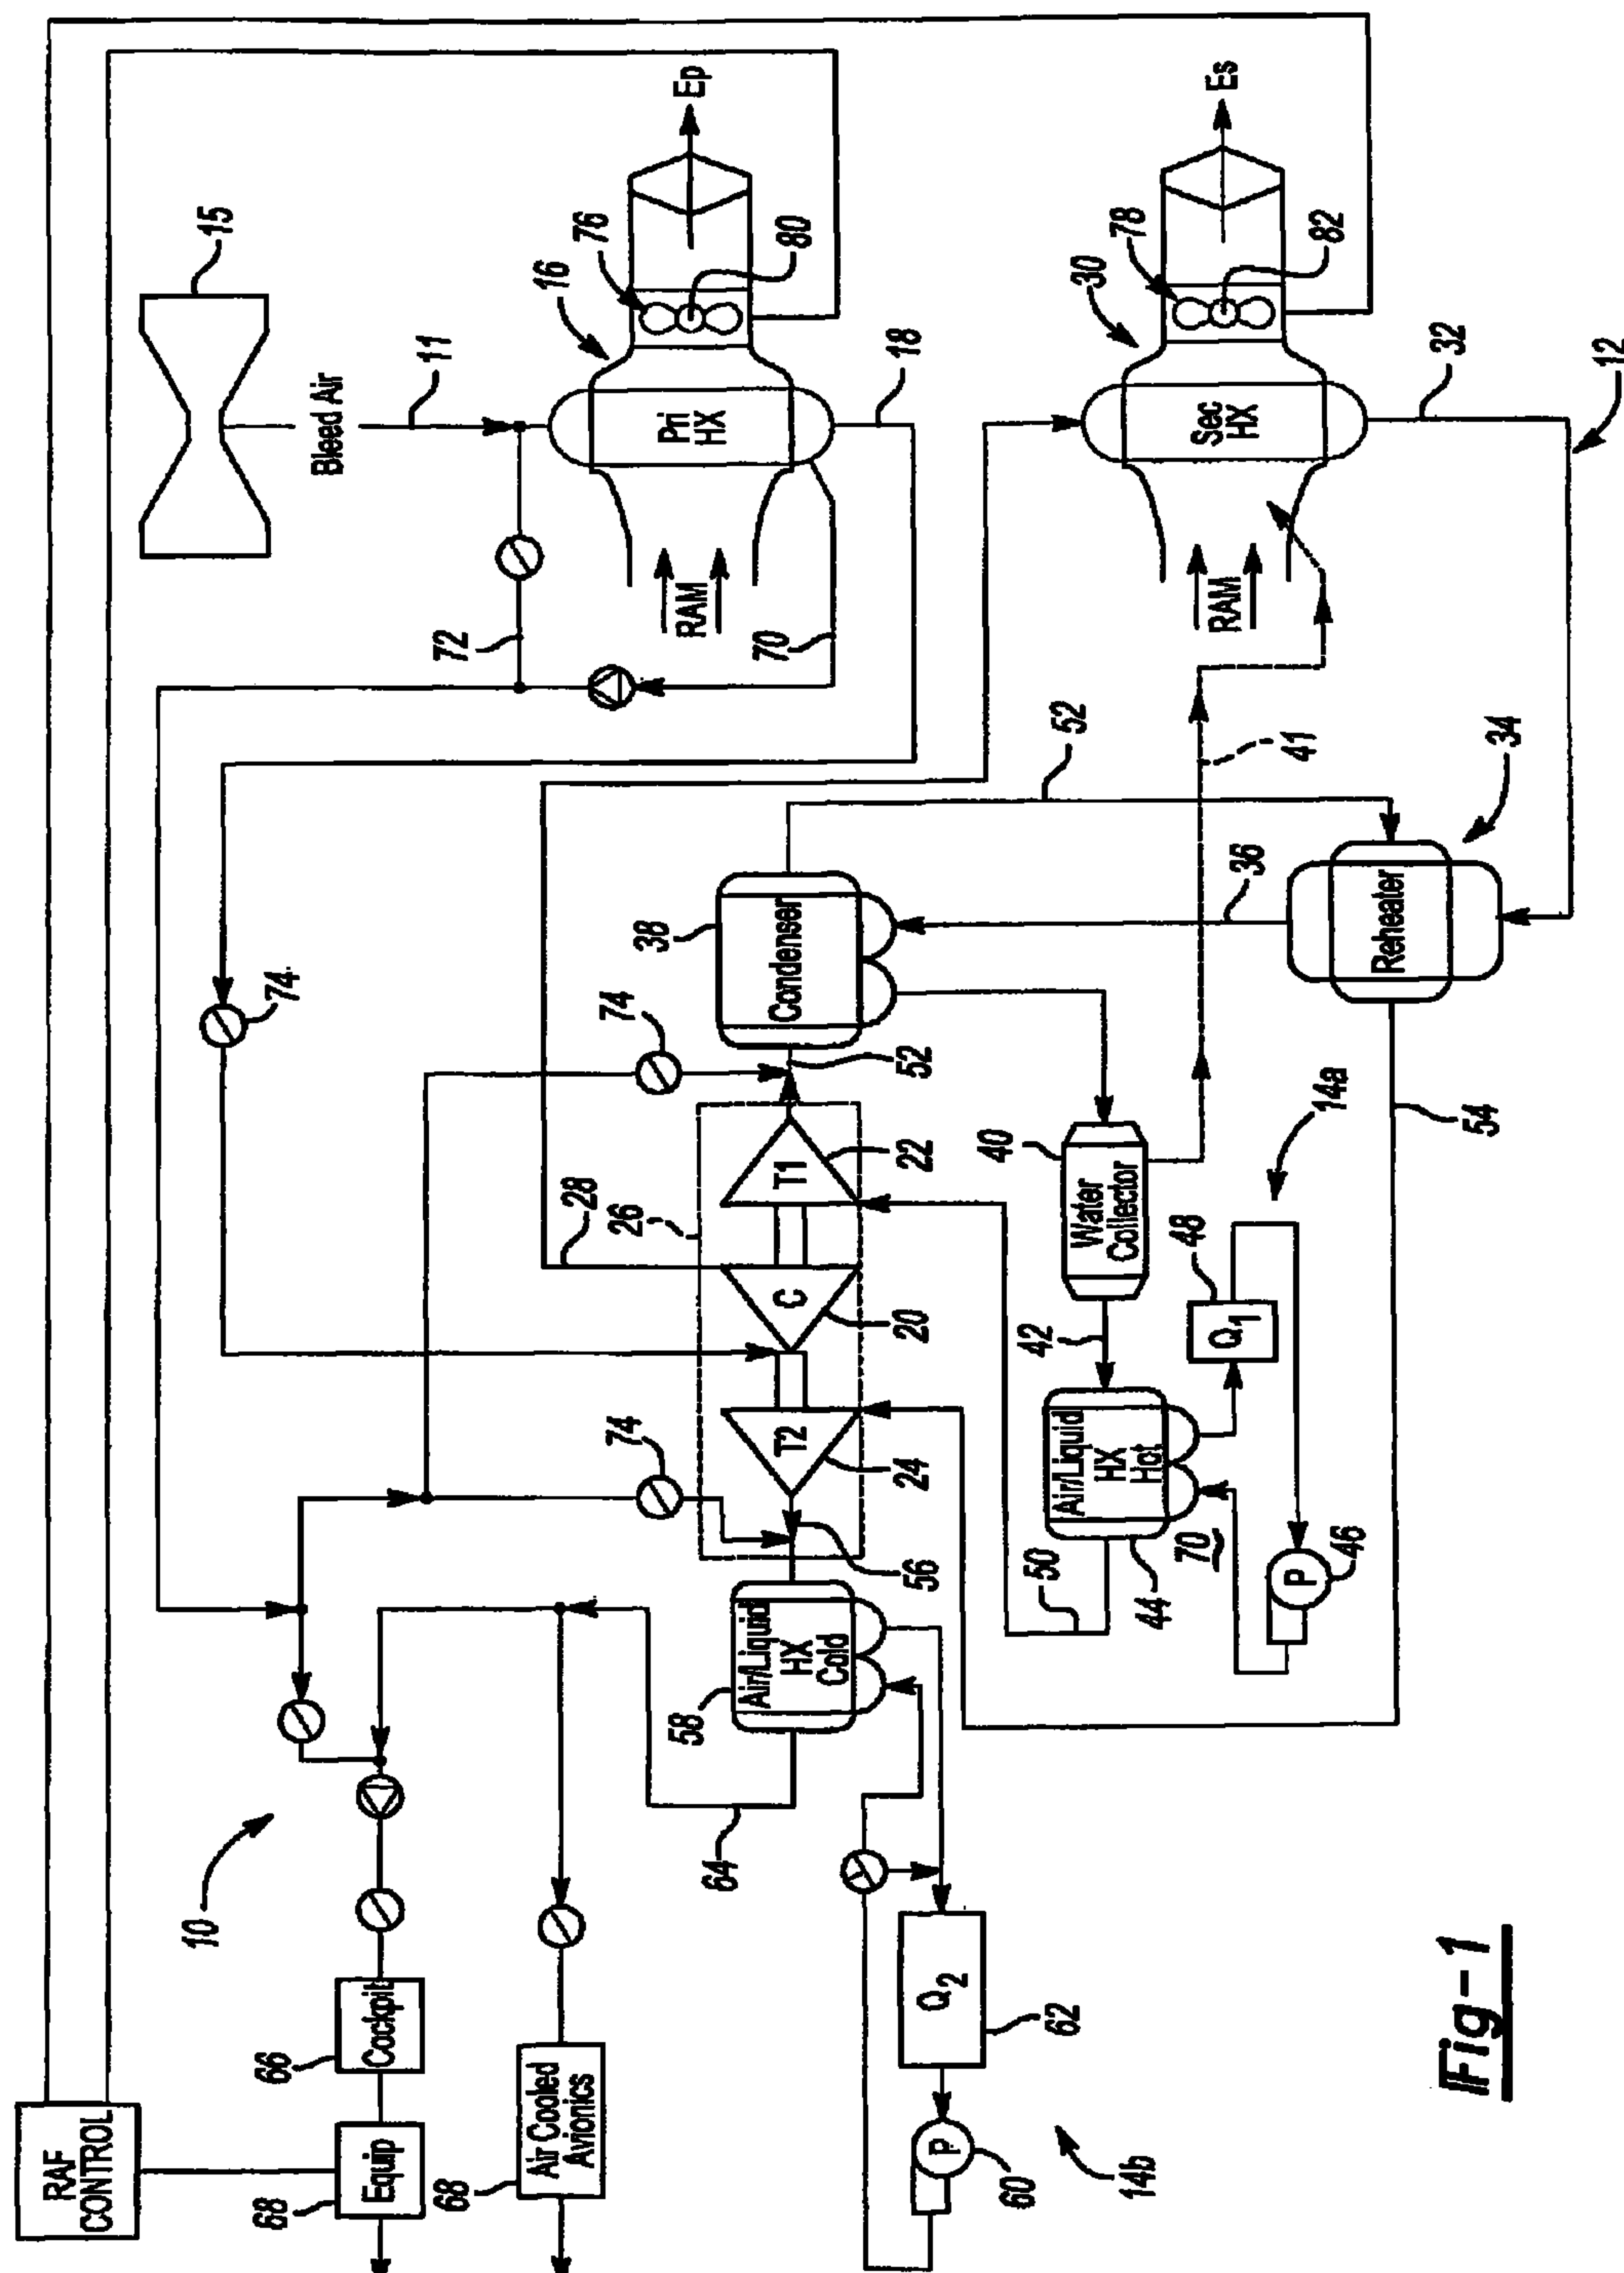 RAF
CONTROL
68
Equip
66
Cockpit
68
Air Cooled
Avionics
10
64
58
Air/Liquid
HX
Cold
56
62
Q2
60
P
14b
74
74
74
T2
24
C
20
28
26
T1
22
52
38
Condenser
52
36
34
Reheater
54
40
Water
Collector
41
42
44
Air/Liquid
HX
Hot
70
50
48
Q1
46
P
14a
15
Bleed Air
11
72
16
76
80
Pri
HX
RAM
70
18
Ep
30
78
82
Sec
HX
RAM
32
12
Es
Fig-1